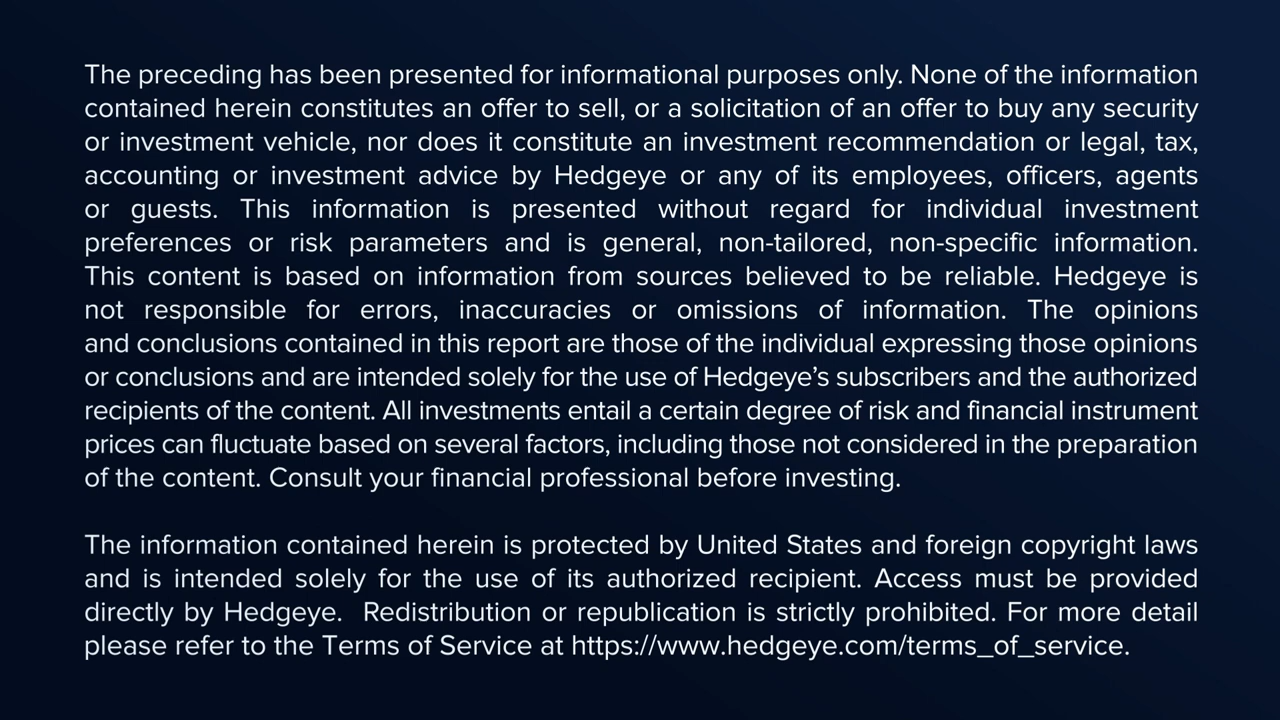 The preceding has been presented for informational purposes only. None of the information
contained herein constitutes an offer to sell, or a solicitation of an offer to buy any security
or investment vehicle, nor does it constitute an investment recommendation or legal, tax,
accounting or investment advice by Hedgeye or any of its employees, officers, agents
or guests. This information is presented without regard for individual investment
preferences or risk parameters and is general, non-tailored, non-specific information.
This content is based on information from sources believed to be reliable. Hedgeye is
not responsible for errors, inaccuracies or omissions of information. The opinions
and conclusions contained in this report are those of the individual expressing those opinions
or conclusions and are intended solely for the use of Hedgeye’s subscribers and the authorized
recipients of the content. All investments entail a certain degree of risk and financial instrument
prices can fluctuate based on several factors, including those not considered in the preparation
of the content. Consult your financial professional before investing.

The information contained herein is protected by United States and foreign copyright laws
and is intended solely for the use of its authorized recipient. Access must be provided
directly by Hedgeye. Redistribution or republication is strictly prohibited. For more detail
please refer to the Terms of Service at https://www.hedgeye.com/terms_of_service.